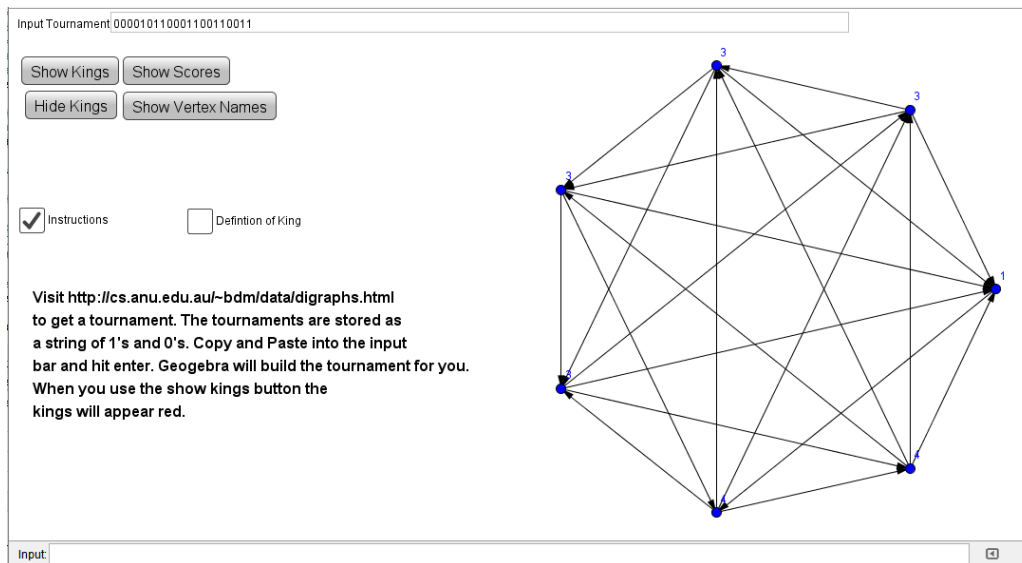 Input Tournament 000010110001100110011
Show Kings Show Scores
Hide Kings Show Vertex Names
Instructions Defintion of King
Visit http://cs.anu.edu.au/~bdm/data/digraphs.html
to get a tournament. The tournaments are stored as
a string of 1's and 0's. Copy and Paste into the input
bar and hit enter. Geogebra will build the tournament for you.
When you use the show kings button the
kings will appear red.
3
3
3
1
3
4
4
Input: